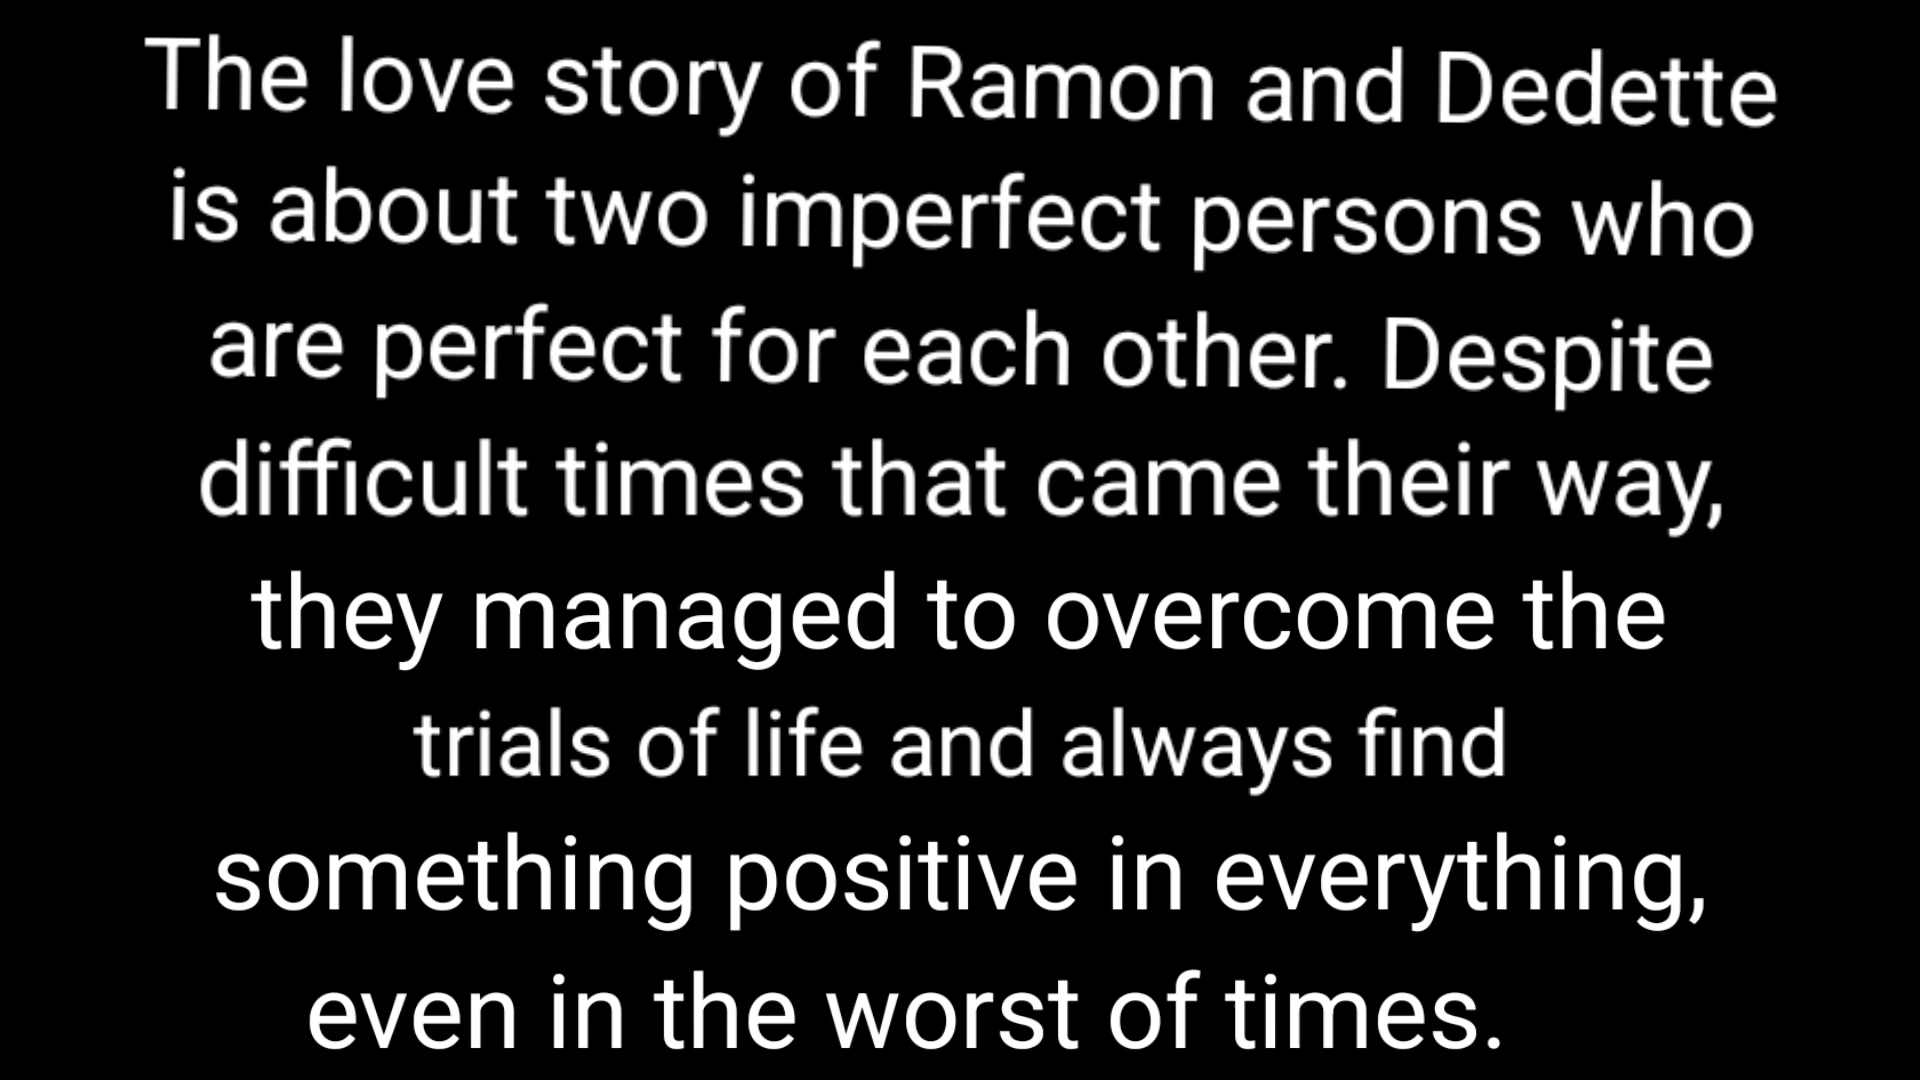 The love story of Ramon and Dedette
is about two imperfect persons who
are perfect for each other. Despite
difficult times that came their way,
they managed to overcome the
trials of life and always find
something positive in everything,
even in the worst of times.